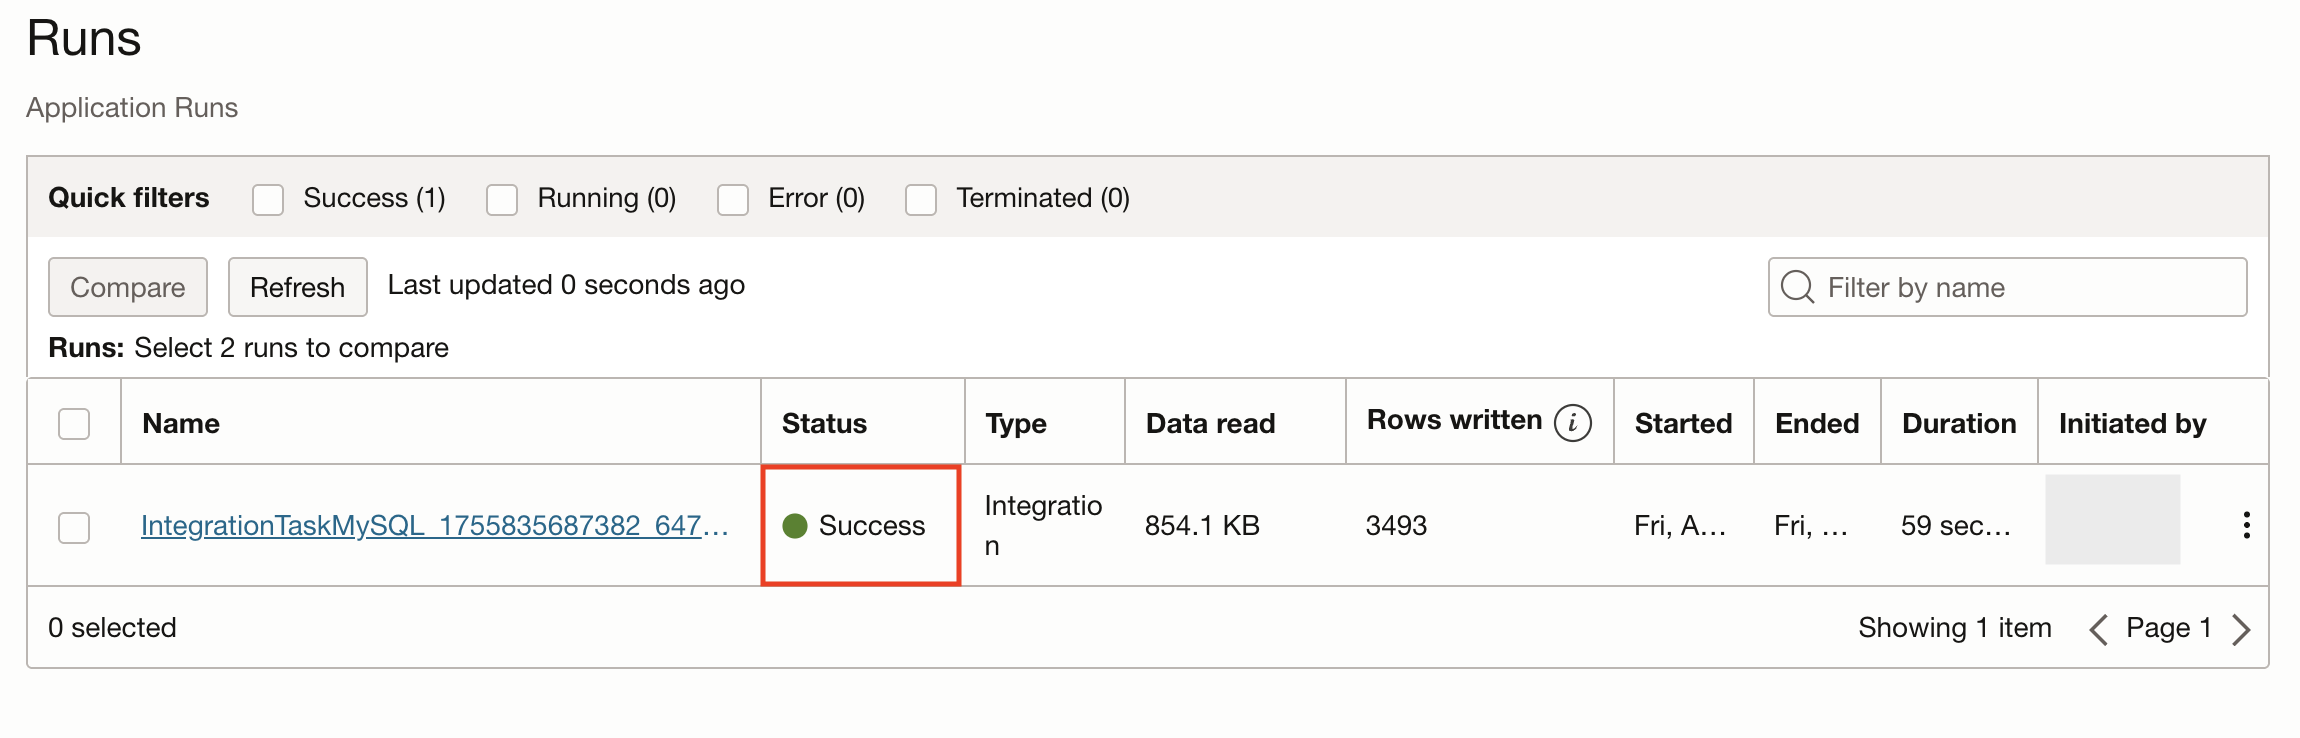 Runs
Application Runs
Quick filters Success (1) Running (0) Error (0) Terminated (0)
Compare Refresh Last updated 0 seconds ago Filter by name
Runs: Select 2 runs to compare
Name Status Type Data read Rows written i Started Ended Duration Initiated by
IntegrationTaskMySQL_1755835687382_647... Success Integratio 854.1 KB 3493 Fri, A... Fri, ... 59 sec...
n
0 selected Showing 1 item Page 1